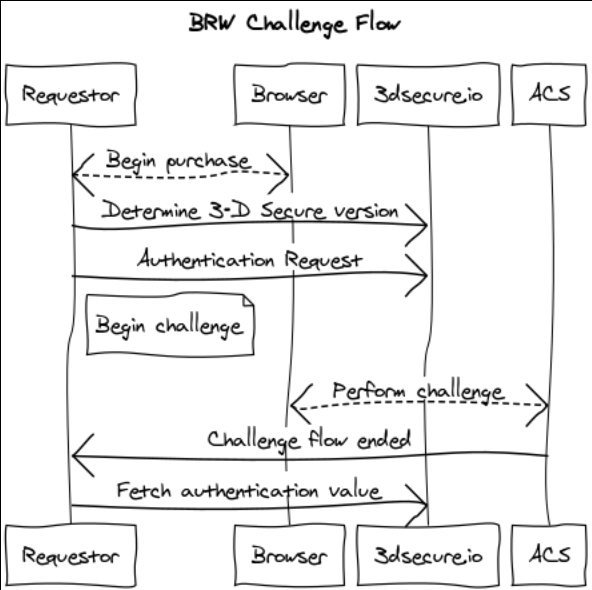 BRW Challenge Flow
Requestor
Browser
3dsecure.io
ACS
Begin purchase
Determine 3-D Secure version
Authentication Request
Begin challenge
Perform challenge
Challenge flow ended
Fetch authentication value
Requestor
Browser
3dsecure.io
ACS